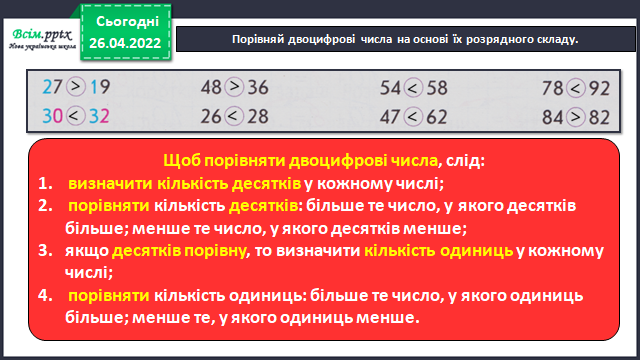 Всім.pptx
Нова українська школа
Сьогодні
26.04.2022
Порівняй двоцифрові числа на основі їх розрядного складу.
27 > 19 48 > 36 54 < 58 78 < 92
30 < 32 26 < 28 47 < 62 84 > 82
Щоб порівняти двоцифрові числа, слід:
1. визначити кількість десятків у кожному числі;
2. порівняти кількість десятків: більше те число, у якого десятків
більше; менше те число, у якого десятків менше;
3. якщо десятків порівну, то визначити кількість одиниць у кожному
числі;
4. порівняти кількість одиниць: більше те число, у якого одиниць
більше; менше те, у якого одиниць менше.